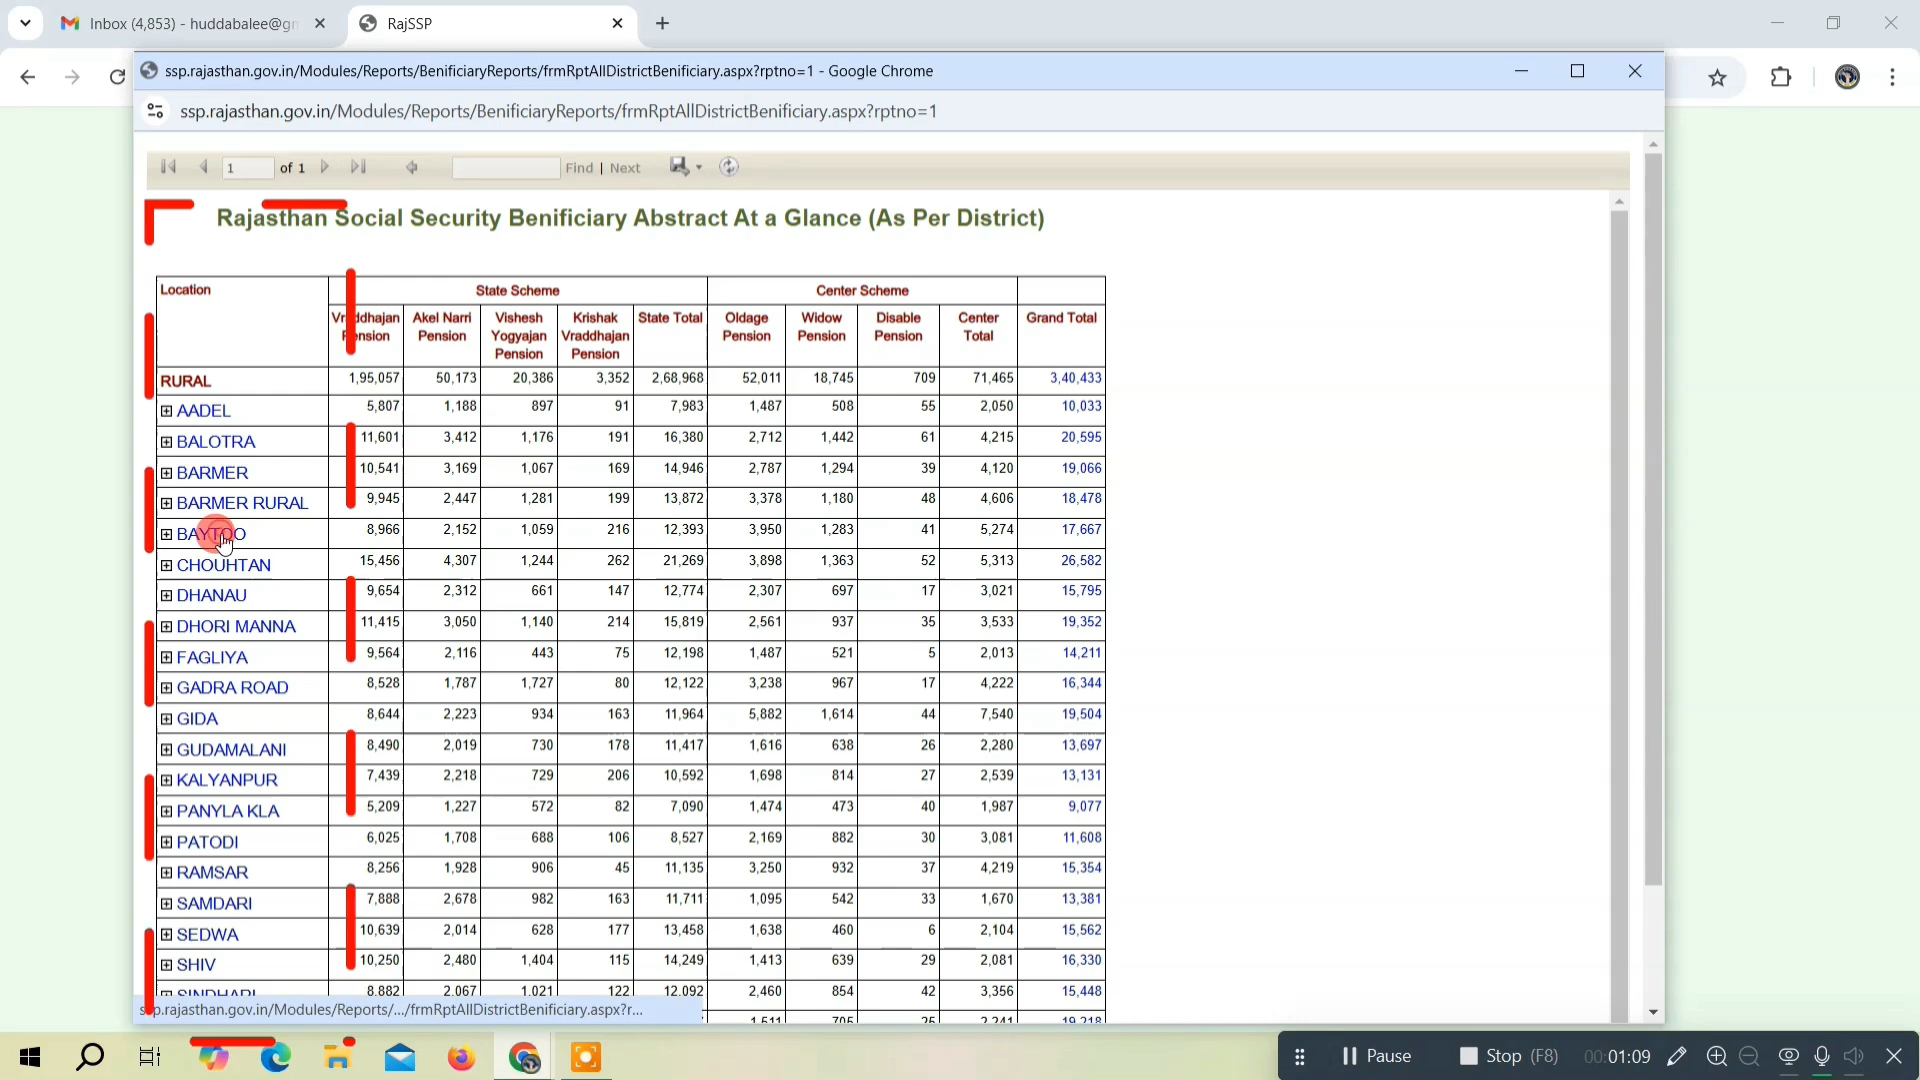 Inbox (4,853) - huddabalee@gm
RajSSP
ssp.rajasthan.gov.in/Modules/Reports/BenificiaryReports/frmRptAllDistrictBenificiary.aspx?rptno=1 - Google Chrome
ssp.rajasthan.gov.in/Modules/Reports/BenificiaryReports/frmRptAllDistrictBenificiary.aspx?rptno=1
1 of 1 Find | Next
Rajasthan Social Security Benificiary Abstract At a Glance (As Per District)
Location State Scheme Center Scheme
Vraddhajan Pension Akel Narri Pension Vishesh Yogyajan Pension Krishak Vraddhajan Pension State Total Oldage Pension Widow Pension Disable Pension Center Total Grand Total
RURAL 1,95,057 50,173 20,386 3,352 2,68,968 52,011 18,745 709 71,465 3,40,433
AADEL 5,807 1,188 897 91 7,983 1,487 508 55 2,050 10,033
BALOTRA 11,601 3,412 1,176 191 16,380 2,712 1,442 61 4,215 20,595
BARMER 10,541 3,169 1,067 169 14,946 2,787 1,294 39 4,120 19,066
BARMER RURAL 9,945 2,447 1,281 199 13,872 3,378 1,180 48 4,606 18,478
BAYTOO 8,966 2,152 1,059 216 12,393 3,950 1,283 41 5,274 17,667
CHOUHTAN 15,456 4,307 1,244 262 21,269 3,898 1,363 52 5,313 26,582
DHANAU 9,654 2,312 661 147 12,774 2,307 697 17 3,021 15,795
DHORI MANNA 11,415 3,050 1,140 214 15,819 2,561 937 35 3,533 19,352
FAGLIYA 9,564 2,116 443 75 12,198 1,487 521 5 2,013 14,211
GADRA ROAD 8,528 1,787 1,727 80 12,122 3,238 967 17 4,222 16,344
GIDA 8,644 2,223 934 163 11,964 5,882 1,614 44 7,540 19,504
GUDAMALANI 8,490 2,019 730 178 11,417 1,616 638 26 2,280 13,697
KALYANPUR 7,439 2,218 729 206 10,592 1,698 814 27 2,539 13,131
PANYLA KLA 5,209 1,227 572 82 7,090 1,474 473 40 1,987 9,077
PATODI 6,025 1,708 688 106 8,527 2,169 882 30 3,081 11,608
RAMSAR 8,256 1,928 906 45 11,135 3,250 932 37 4,219 15,354
SAMDARI 7,888 2,678 982 163 11,711 1,095 542 33 1,670 13,381
SEDWA 10,639 2,014 628 177 13,458 1,638 460 6 2,104 15,562
SHIV 10,250 2,480 1,404 115 14,249 1,413 639 29 2,081 16,330
SINDHARI 8,882 2,067 1,021 122 12,092 2,460 854 42 3,356 15,448
1,511 705 25 2,241 19,218
ssp.rajasthan.gov.in/Modules/Reports/.../frmRptAllDistrictBenificiary.aspx?r...
Pause Stop (F8) 00:01:09